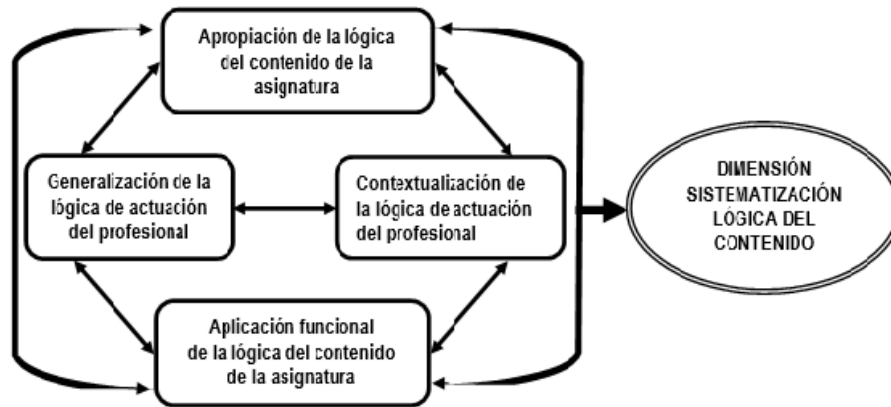 Apropiación de la lógica
del contenido de la
asignatura
Generalización de la
lógica de actuación
del profesional
Contextualización de
la lógica de actuación
del profesional
Aplicación funcional
de la lógica del contenido
de la asignatura
DIMENSIÓN
SISTEMATIZACIÓN
LÓGICA DEL
CONTENIDO